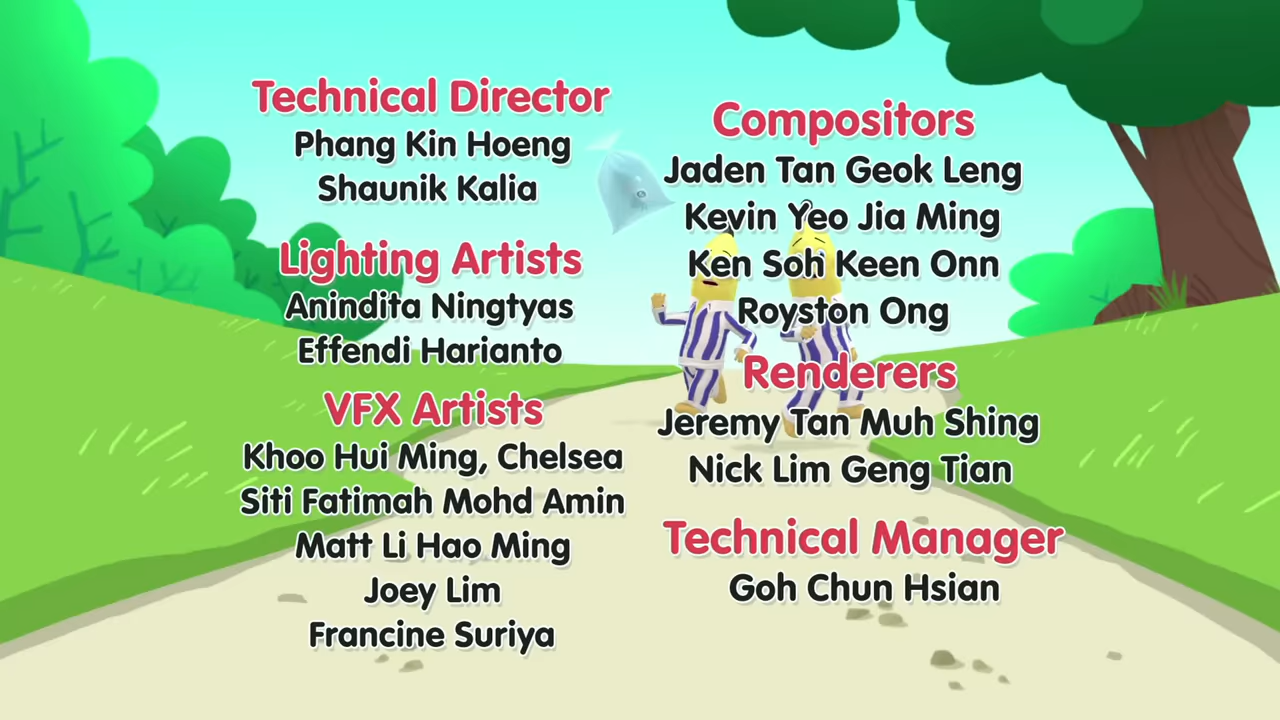 Technical Director
Phang Kin Hoeng
Shaunik Kalia
Lighting Artists
Anindita Ningtyas
Effendi Harianto
VFX Artists
Khoo Hui Ming, Chelsea
Siti Fatimah Mohd Amin
Matt Li Hao Ming
Joey Lim
Francine Suriya
Compositors
Jaden Tan Geok Leng
Kevin Yeo Jia Ming
Ken Soh Keen Onn
Royston Ong
Renderers
Jeremy Tan Muh Shing
Nick Lim Geng Tian
Technical Manager
Goh Chun Hsian